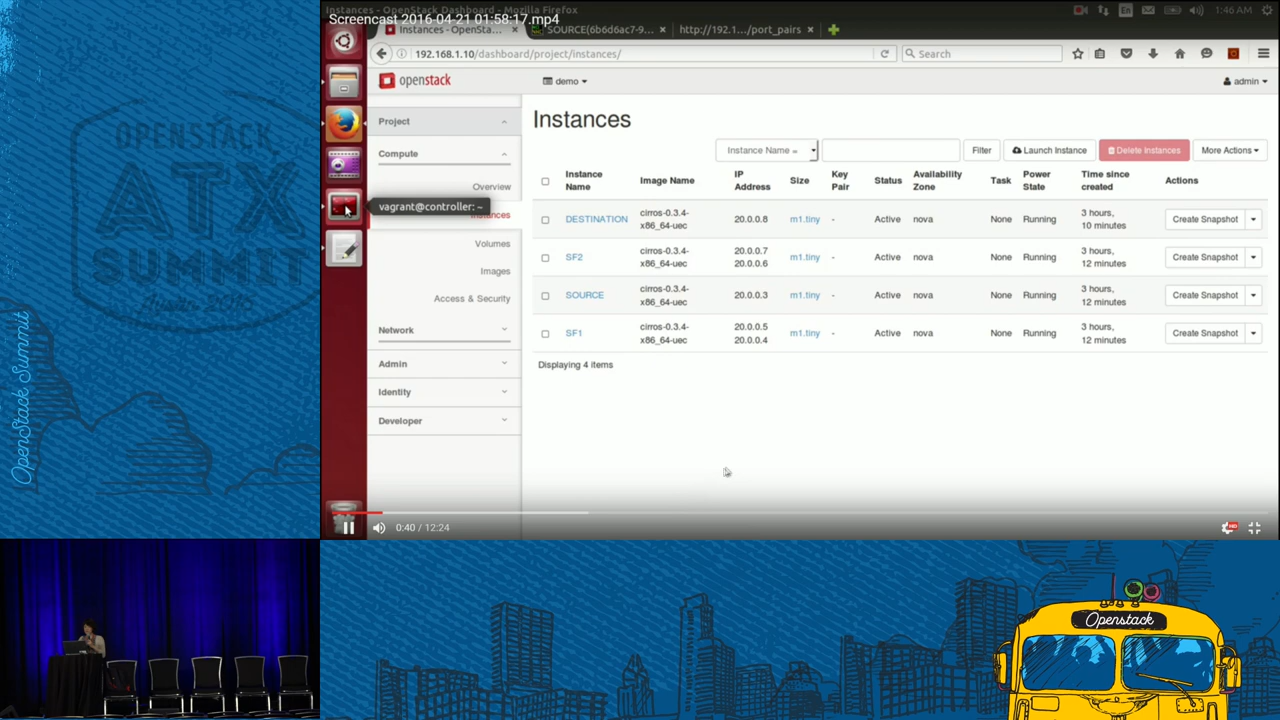 Instances - OpenStack Dashboard - Mozilla Firefox
En
1:46 AM
Screencast 2016-04-21 01:58:17.mp4
Instances - OpenSta... ×
SOURCE(6b6d6ac7-9... ×
http://192.1.../port_pairs ×
192.168.1.10/dashboard/project/instances/
Search
openstack
demo
admin
Project
Compute
Overview
Instances
Volumes
Images
Access & Security
Network
Admin
Identity
Developer
vagrant@controller: ~
Instances
Instance Name =
Filter
Launch Instance
Delete Instances
More Actions
Instance Name Image Name IP Address Size Key Pair Status Availability Zone Task Power State Time since created Actions
DESTINATION cirros-0.3.4-x86_64-uec 20.0.0.8 m1.tiny - Active nova None Running 3 hours, 10 minutes Create Snapshot
SF2 cirros-0.3.4-x86_64-uec 20.0.0.7 20.0.0.6 m1.tiny - Active nova None Running 3 hours, 12 minutes Create Snapshot
SOURCE cirros-0.3.4-x86_64-uec 20.0.0.3 m1.tiny - Active nova None Running 3 hours, 12 minutes Create Snapshot
SF1 cirros-0.3.4-x86_64-uec 20.0.0.5 20.0.0.4 m1.tiny - Active nova None Running 3 hours, 12 minutes Create Snapshot
Displaying 4 items
0:40 / 12:24
HD
OPENSTACK
ATX
SUMMIT
OpenStack Summit
Openstack